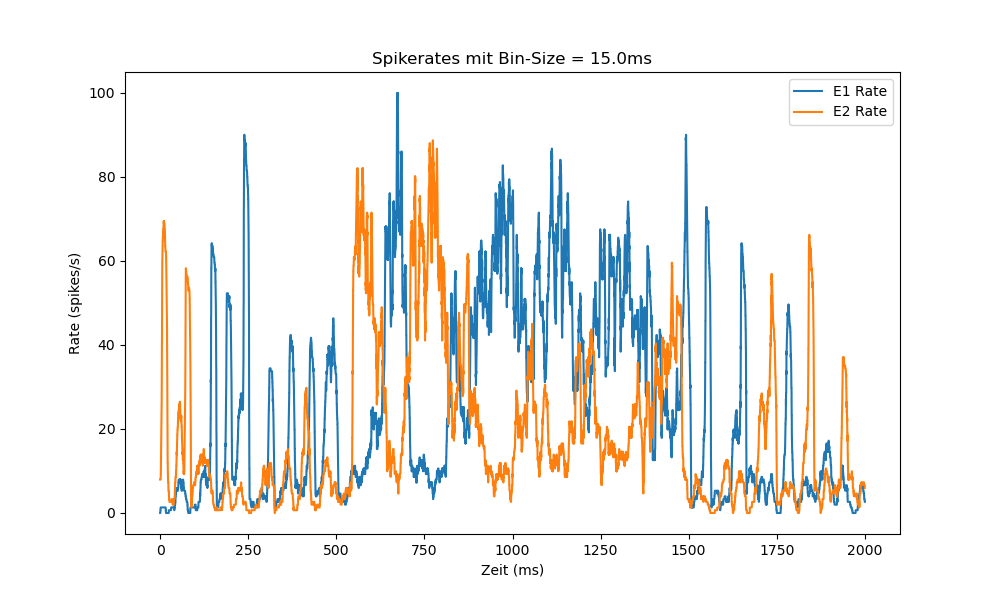 Spikerates mit Bin-Size = 15.0ms
E1 Rate
E2 Rate
Rate (spikes/s)
100
80
60
40
20
0
0 250 500 750 1000 1250 1500 1750 2000
Zeit (ms)